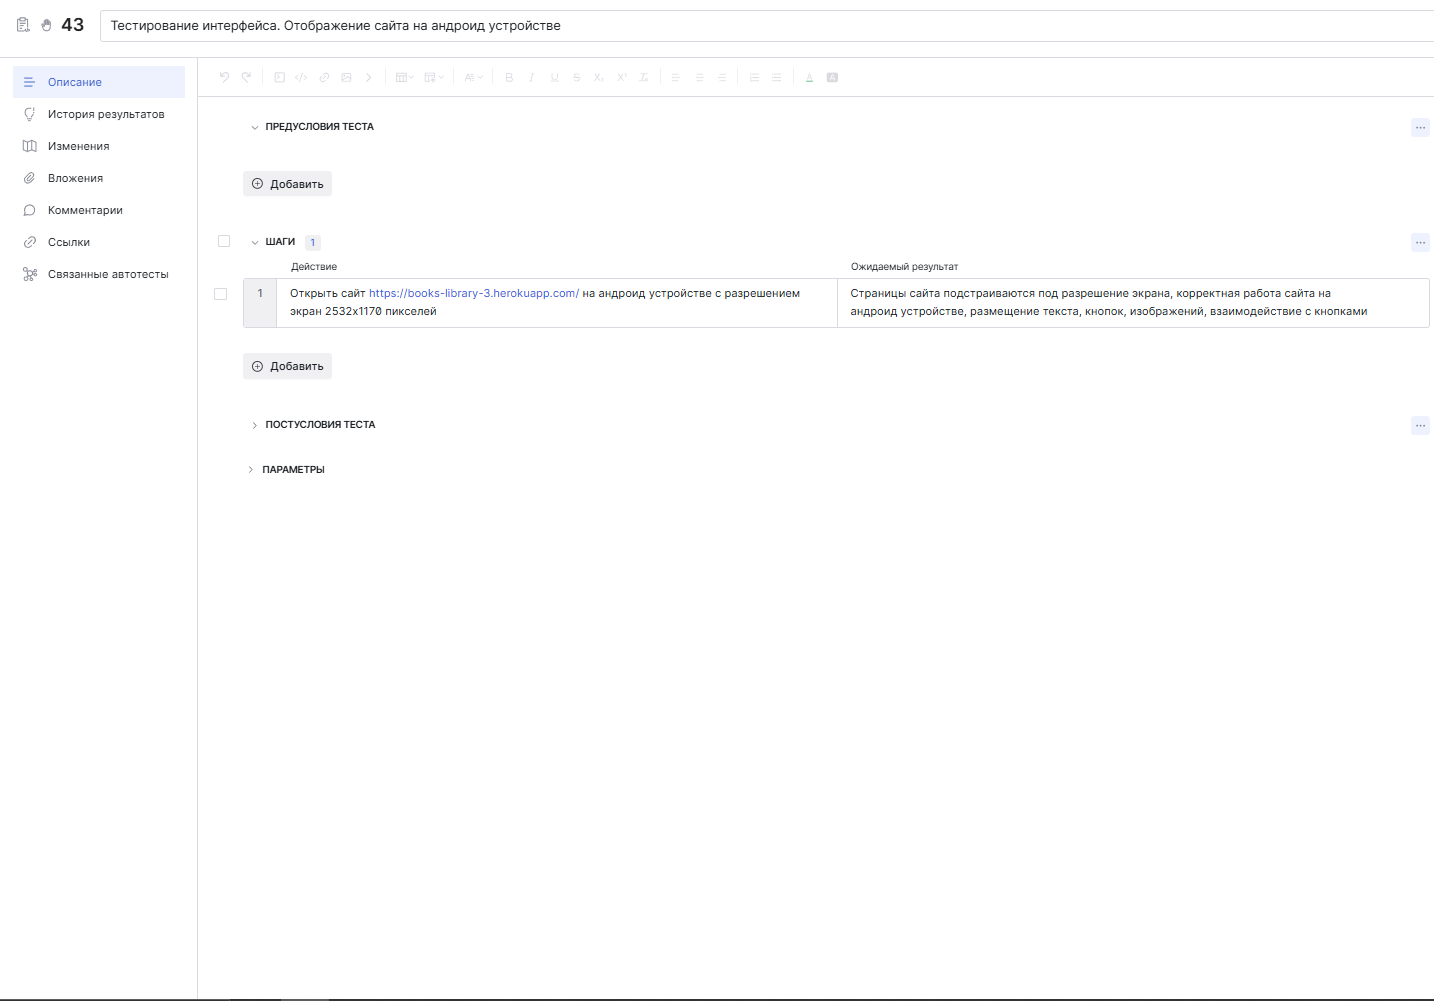 43
Тестирование интерфейса. Отображение сайта на андроид устройстве
Описание
История результатов
Изменения
Вложения
Комментарии
Ссылки
Связанные автотесты
ПРЕДУСЛОВИЯ ТЕСТА
Добавить
ШАГИ 1
Действие
Ожидаемый результат
1
Открыть сайт https://books-library-3.herokuapp.com/ на андроид устройстве с разрешением
экран 2532x1170 пикселей
Страницы сайта подстраиваются под разрешение экрана, корректная работа сайта на
андроид устройстве, размещение текста, кнопок, изображений, взаимодействие с кнопками
Добавить
ПОСТУСЛОВИЯ ТЕСТА
ПАРАМЕТРЫ